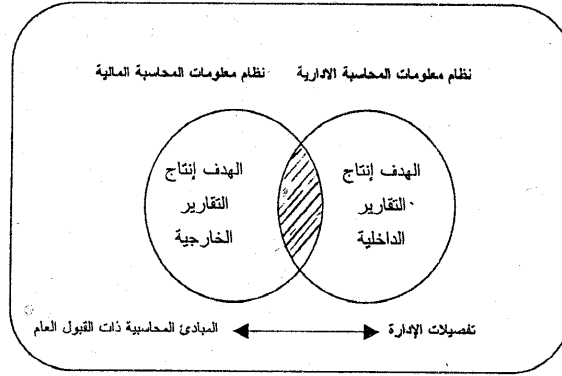 نظام معلومات المحاسبة الادارية
نظام معلومات المحاسبة المالية
الهدف إنتاج
التقارير
الداخلية
الهدف إنتاج
التقارير
الخارجية
تفصيلات الإدارة
المبادئ المحاسبية ذات القبول العام